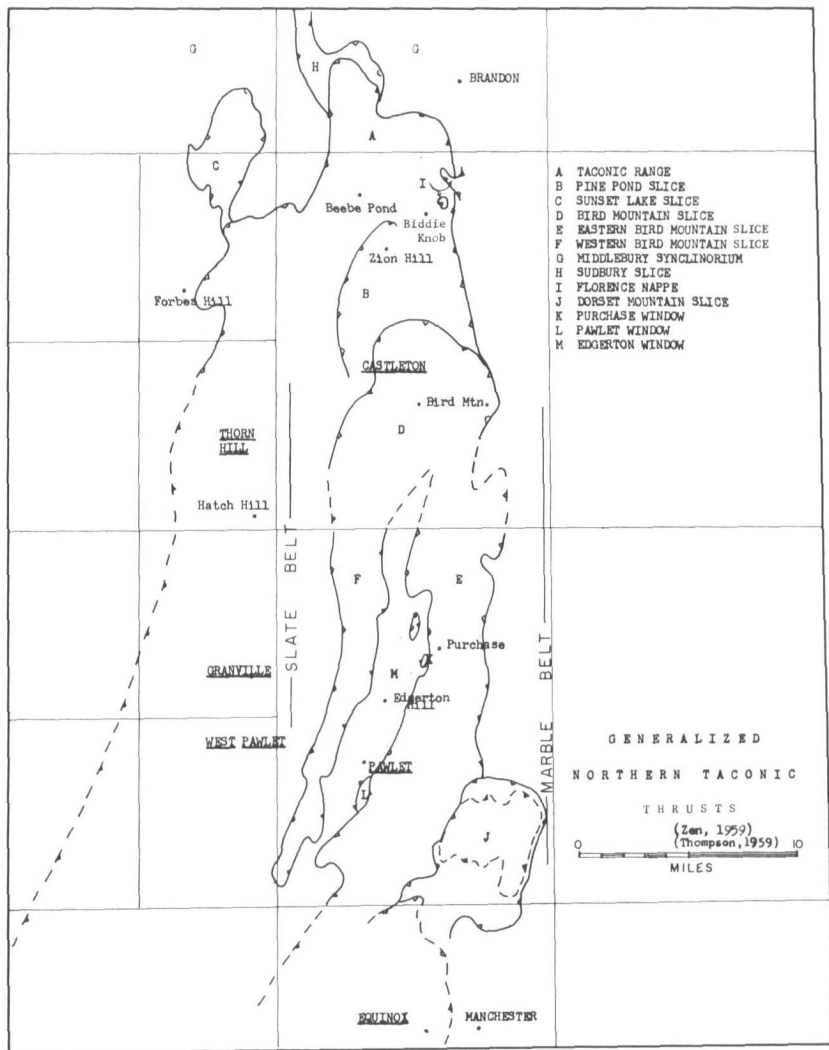 G
G
H
BRANDON
A
C
I
Beebe Pond
Biddie
Knob
Zion Hill
A TACONIC RANGE
B PINE POND SLICE
C SUNSET LAKE SLICE
D BIRD MOUNTAIN SLICE
E EASTERN BIRD MOUNTAIN SLICE
F WESTERN BIRD MOUNTAIN SLICE
G MIDDLEBURY SYNCLINORIUM
H SUDBURY SLICE
I FLORENCE NAPPE
J DORSET MOUNTAIN SLICE
K PURCHASE WINDOW
L PAWLET WINDOW
M EDGERTON WINDOW
Forbes Hill
B
CASTLETON
Bird Mtn.
D
THORN
HILL
Hatch Hill
SLATE BELT
F
E
MARBLE BELT
Purchase
K
GRANVILLE
M
Edgerton
Hill
WEST PAWLET
PAWLET
L
J
GENERALIZED
NORTHERN TACONIC
THRUSTS
(Zen, 1959)
(Thompson, 1959)
0 10
MILES
EQUINOX
MANCHESTER